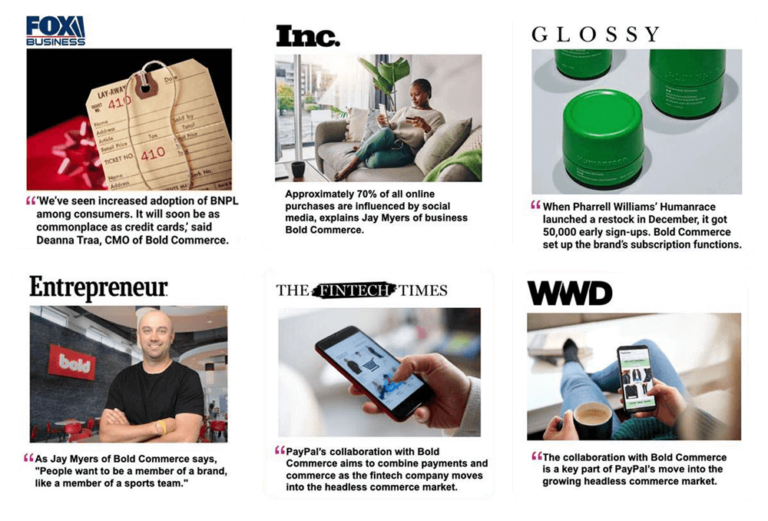 FOX
BUSINESS
LAY-AWAY
410
Name
Address
Article
Retail Price
Tax
TICKET NO. 410
Name
Address
“‘We've seen increased adoption of BNPL
among consumers. It will soon be as
commonplace as credit cards,’ said
Deanna Traa, CMO of Bold Commerce.
Inc.
Approximately 70% of all online
purchases are influenced by social
media, explains Jay Myers of business
Bold Commerce.
GLOSSY
humanrace
“When Pharrell Williams’ Humanrace
launched a restock in December, it got
50,000 early sign-ups. Bold Commerce
set up the brand’s subscription functions.
Entrepreneur
bold
“As Jay Myers of Bold Commerce says,
"People want to be a member of a brand,
like a member of a sports team."
THE FINTECH TIMES
“PayPal’s collaboration with Bold
Commerce aims to combine payments and
commerce as the fintech company moves
into the headless commerce market.
WWD
“The collaboration with Bold Commerce
is a key part of PayPal’s move into the
growing headless commerce market.